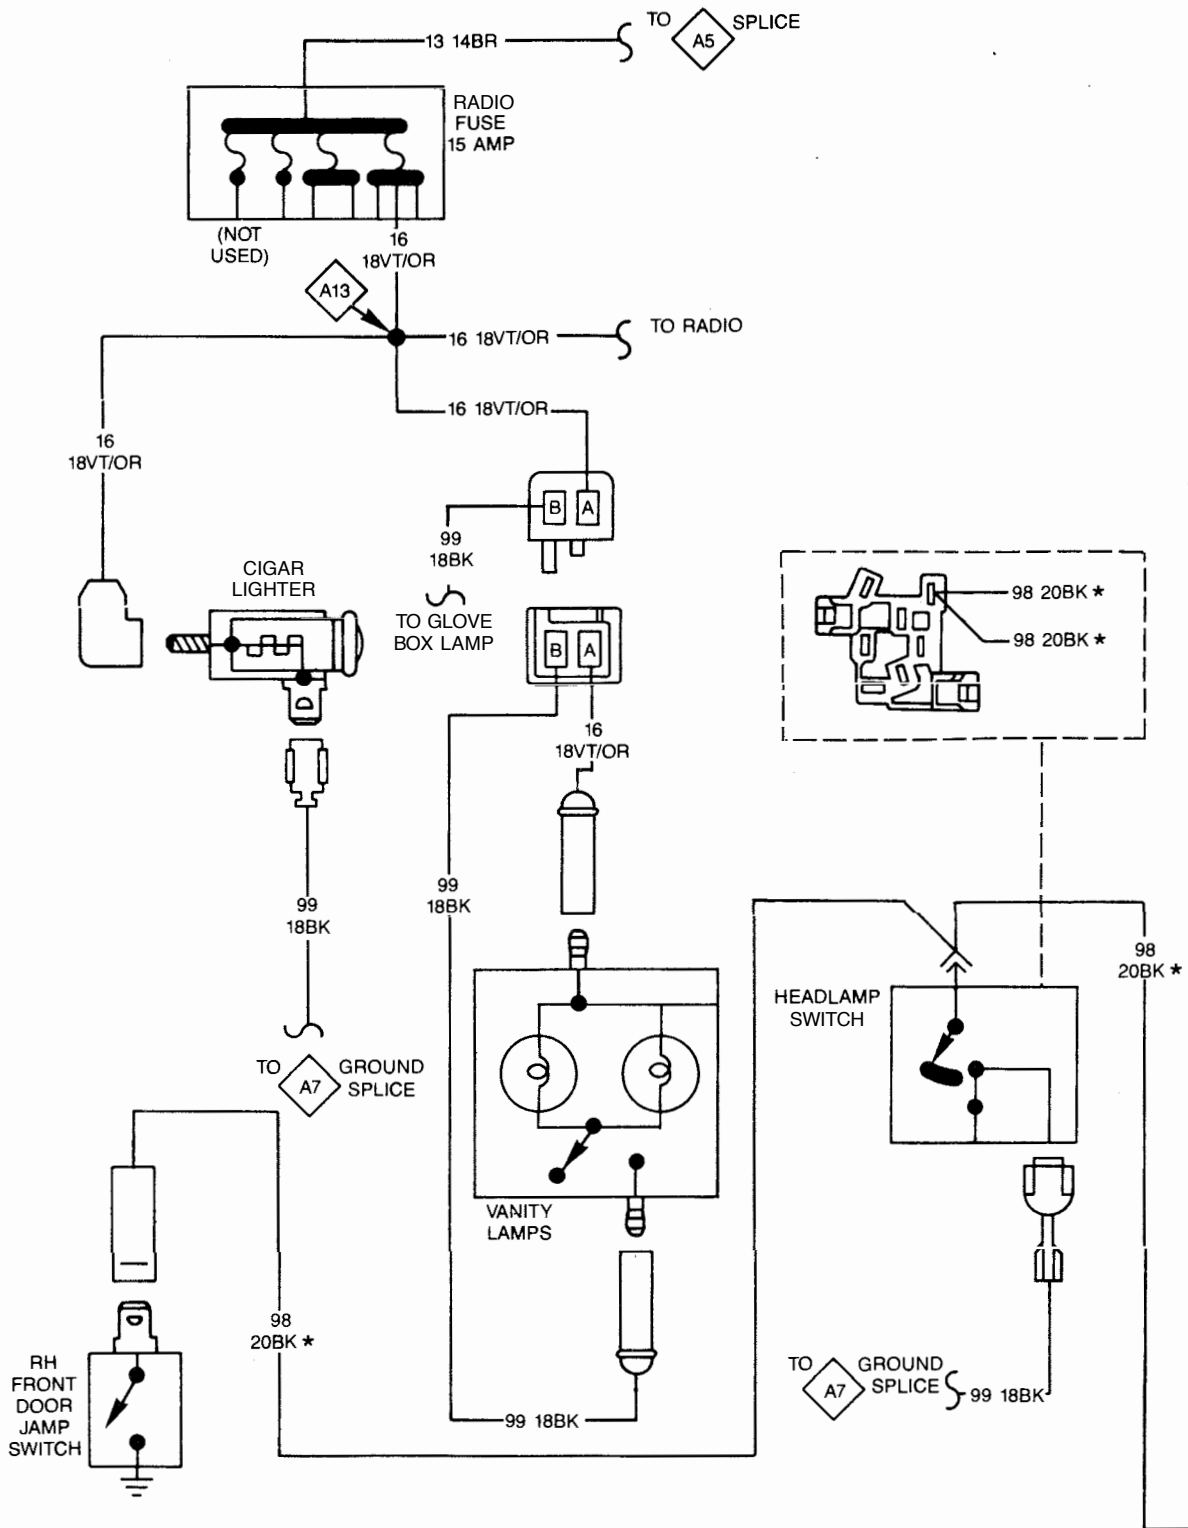 13 14BR
TO A5 SPLICE
RADIO
FUSE
15 AMP
(NOT
USED)
16
18VT/OR
A13
16 18VT/OR
TO RADIO
16 18VT/OR
16
18VT/OR
B A
99
18BK
TO GLOVE
BOX LAMP
CIGAR
LIGHTER
B A
98 20BK *
98 20BK *
16
18VT/OR
99
18BK
99
18BK
98
20BK *
HEADLAMP
SWITCH
TO A7 GROUND
SPLICE
VANITY
LAMPS
98
20BK *
RH
FRONT
DOOR
JAMP
SWITCH
99 18BK
TO A7 GROUND
SPLICE
99 18BK